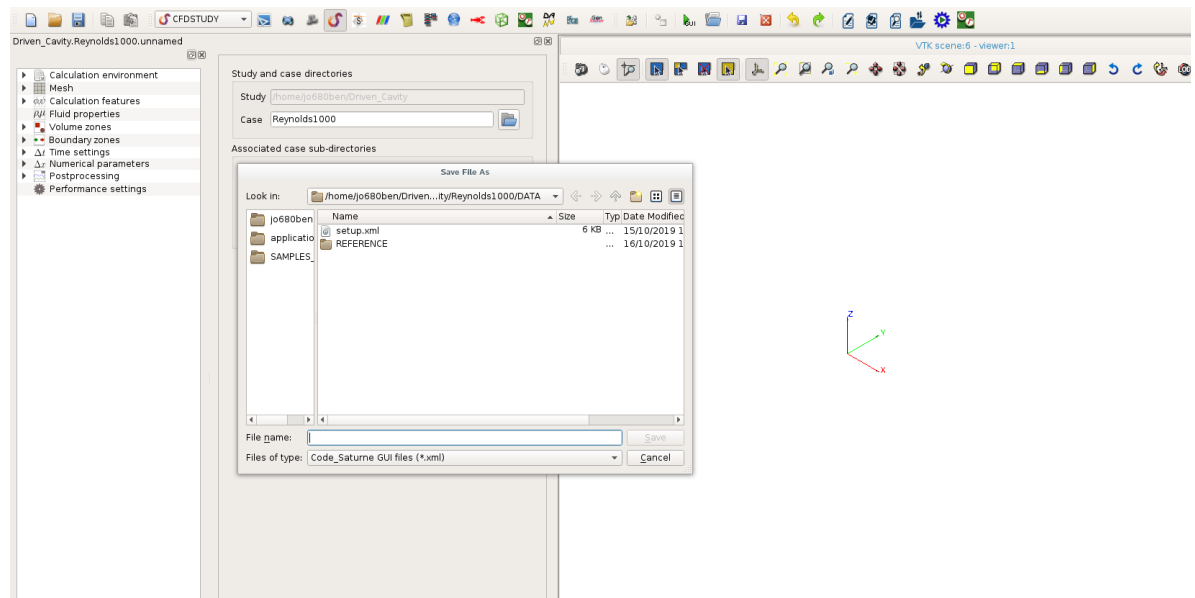 CFDSTUDY
Driven_Cavity.Reynolds1000.unnamed
VTK scene:6 - viewer:1
Calculation environment
Mesh
Calculation features
Fluid properties
Volume zones
Boundary zones
Time settings
Numerical parameters
Postprocessing
Performance settings
Study and case directories
Study /home/jo680ben/Driven_Cavity
Case Reynolds1000
Associated case sub-directories
Save File As
Look in: /home/jo680ben/Driven...ity/Reynolds1000/DATA
jo680ben
applicatio
SAMPLES_
Name Size Typ Date Modified
setup.xml 6 KB ... 15/10/2019 1
REFERENCE ... 16/10/2019 1
File name: Save
Files of type: Code_Saturne GUI files (*.xml) Cancel
Z
Y
X